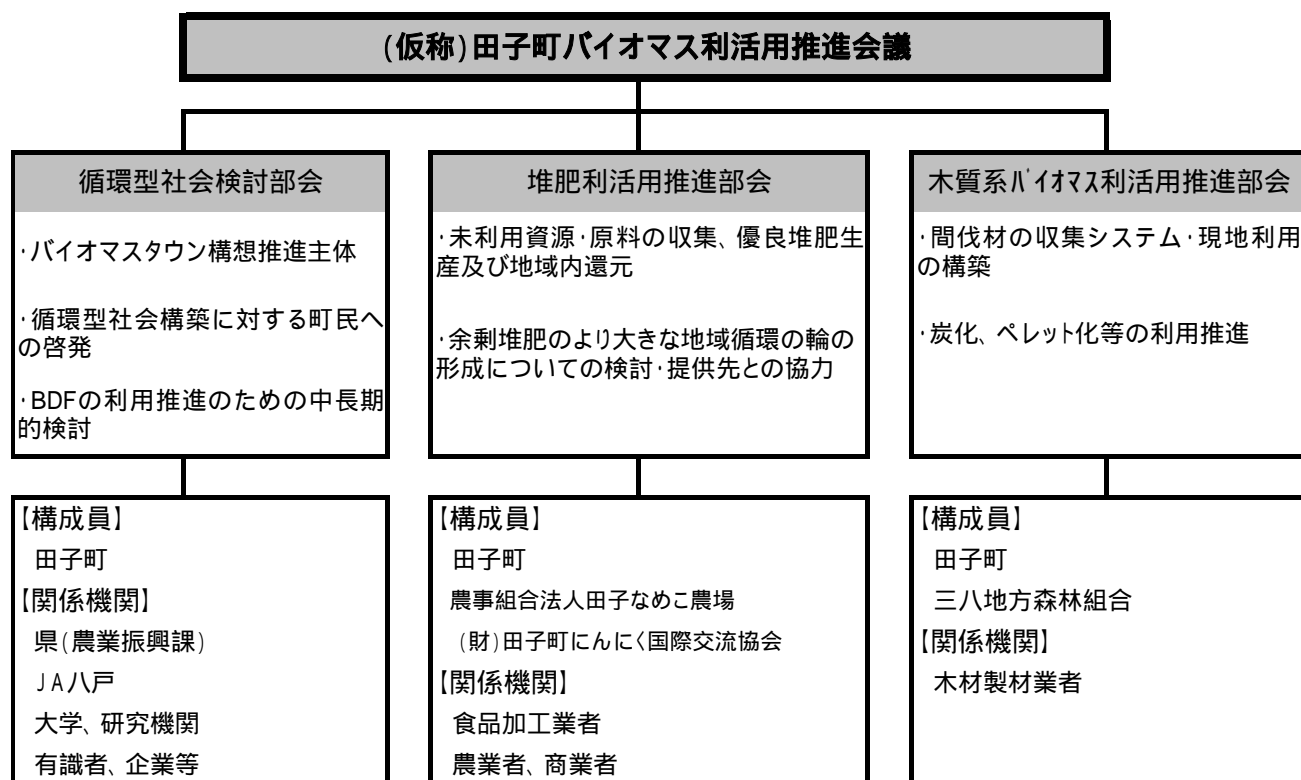 (仮称)田子町バイオマス利活用推進会議
循環型社会検討部会
・バイオマスタウン構想推進主体
・循環型社会構築に対する町民へ
の啓発
・BDFの利用推進のための中長期
的検討
【構成員】
田子町
【関係機関】
県(農業振興課)
JA八戸
大学、研究機関
有識者、企業等
堆肥利活用推進部会
・未利用資源・原料の収集、優良堆肥生
産及び地域内還元
・余剰堆肥のより大きな地域循環の輪の
形成についての検討・提供先との協力
【構成員】
田子町
農事組合法人田子なめこ農場
(財)田子町にんにく国際交流協会
【関係機関】
食品加工業者
農業者、商業者
木質系バイオマス利活用推進部会
・間伐材の収集システム・現地利用
の構築
・炭化、ペレット化等の利用推進
【構成員】
田子町
三八地方森林組合
【関係機関】
木材製材業者